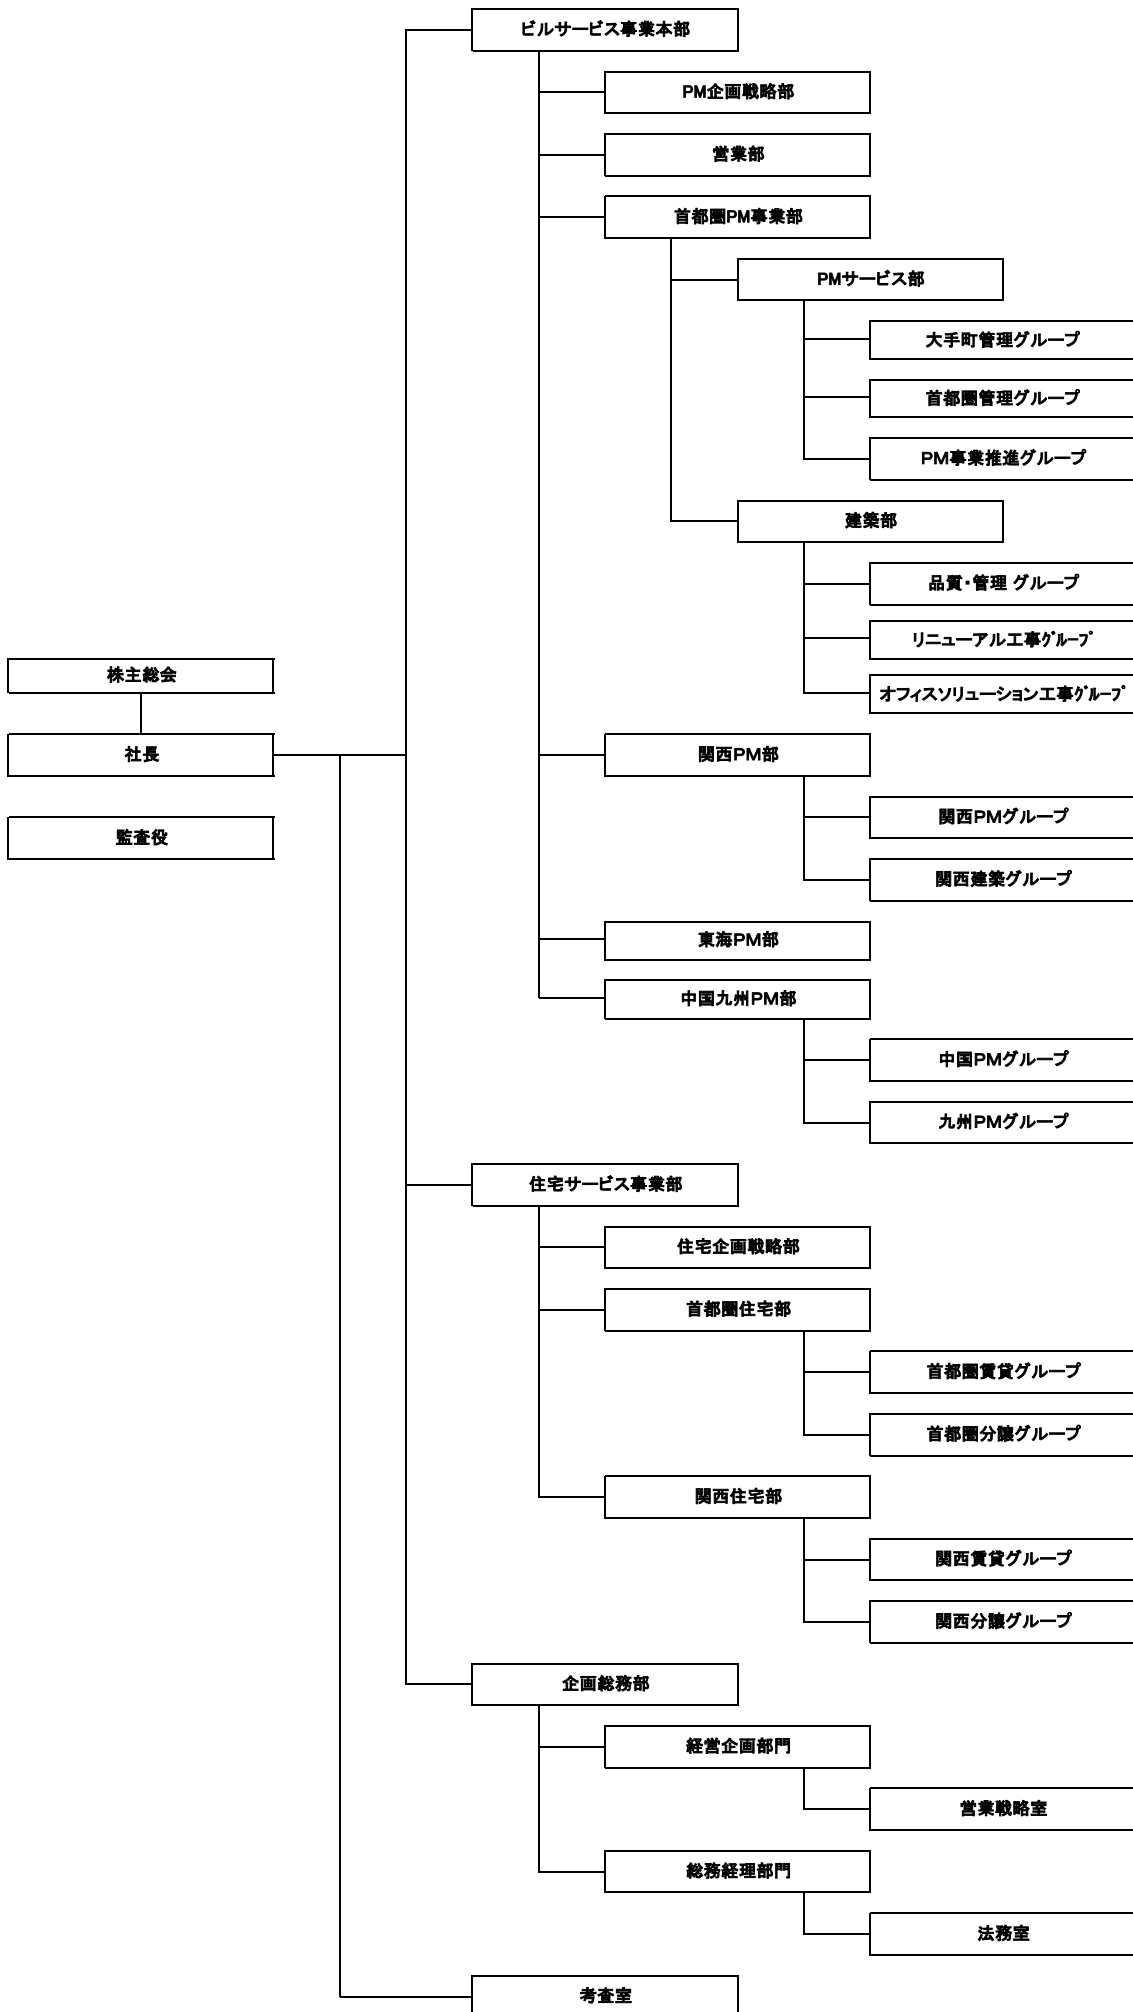 ビルサービス事業本部
PM企画戦略部
営業部
首都圏PM事業部
PMサービス部
大手町管理グループ
首都圏管理グループ
PM事業推進グループ
建築部
品質・管理 グループ
リニューアル工事ｸﾞﾙｰﾌﾟ
オフィスソリューション工事ｸﾞﾙｰﾌﾟ
株主総会
社長
監査役
関西PM部
関西PMグループ
関西建築グループ
東海PM部
中国九州PM部
中国PMグループ
九州PMグループ
住宅サービス事業部
住宅企画戦略部
首都圏住宅部
首都圏賃貸グループ
首都圏分譲グループ
関西住宅部
関西賃貸グループ
関西分譲グループ
企画総務部
経営企画部門
営業戦略室
総務経理部門
法務室
考査室